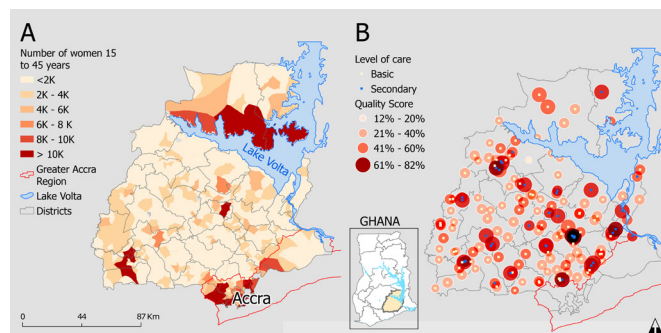 A
Number of women 15
to 45 years
<2K
2K - 4K
4K - 6K
6K - 8 K
8K - 10K
> 10K
Greater Accra
Region
Lake Volta
Districts
Lake Volta
Accra
0 22 44 87 Km
B
Level of care
Basic
Secondary
Quality Score
12% - 20%
21% - 40%
41% - 60%
61% - 82%
GHANA